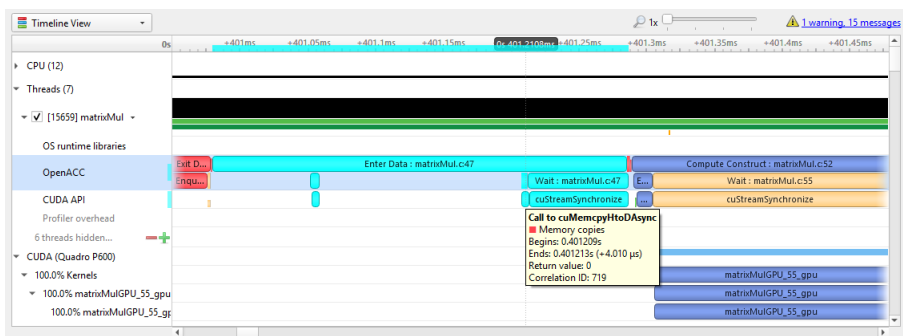 Timeline View
1x
1 warning, 15 messages
0s
+401ms
+401.05ms
+401.1ms
+401.15ms
0s 401.2108ms
+401.25ms
+401.3ms
+401.35ms
+401.4ms
+401.45ms
CPU (12)
Threads (7)
[15659] matrixMul
OS runtime libraries
OpenACC
Exit D...
Enter Data : matrixMul.c:47
Compute Construct : matrixMul.c:52
Enqu...
Wait : matrixMul.c:47
E...
Wait : matrixMul.c:55
CUDA API
cuStreamSynchronize
...
cuStreamSynchronize
Profiler overhead
6 threads hidden...
CUDA (Quadro P600)
100.0% Kernels
matrixMulGPU_55_gpu
100.0% matrixMulGPU_55_gpu
matrixMulGPU_55_gpu
100.0% matrixMulGPU_55_gp
matrixMulGPU_55_gpu
Call to cuMemcpyHtoDAsync
Memory copies
Begins: 0.401209s
Ends: 0.401213s (+4.010 µs)
Return value: 0
Correlation ID: 719